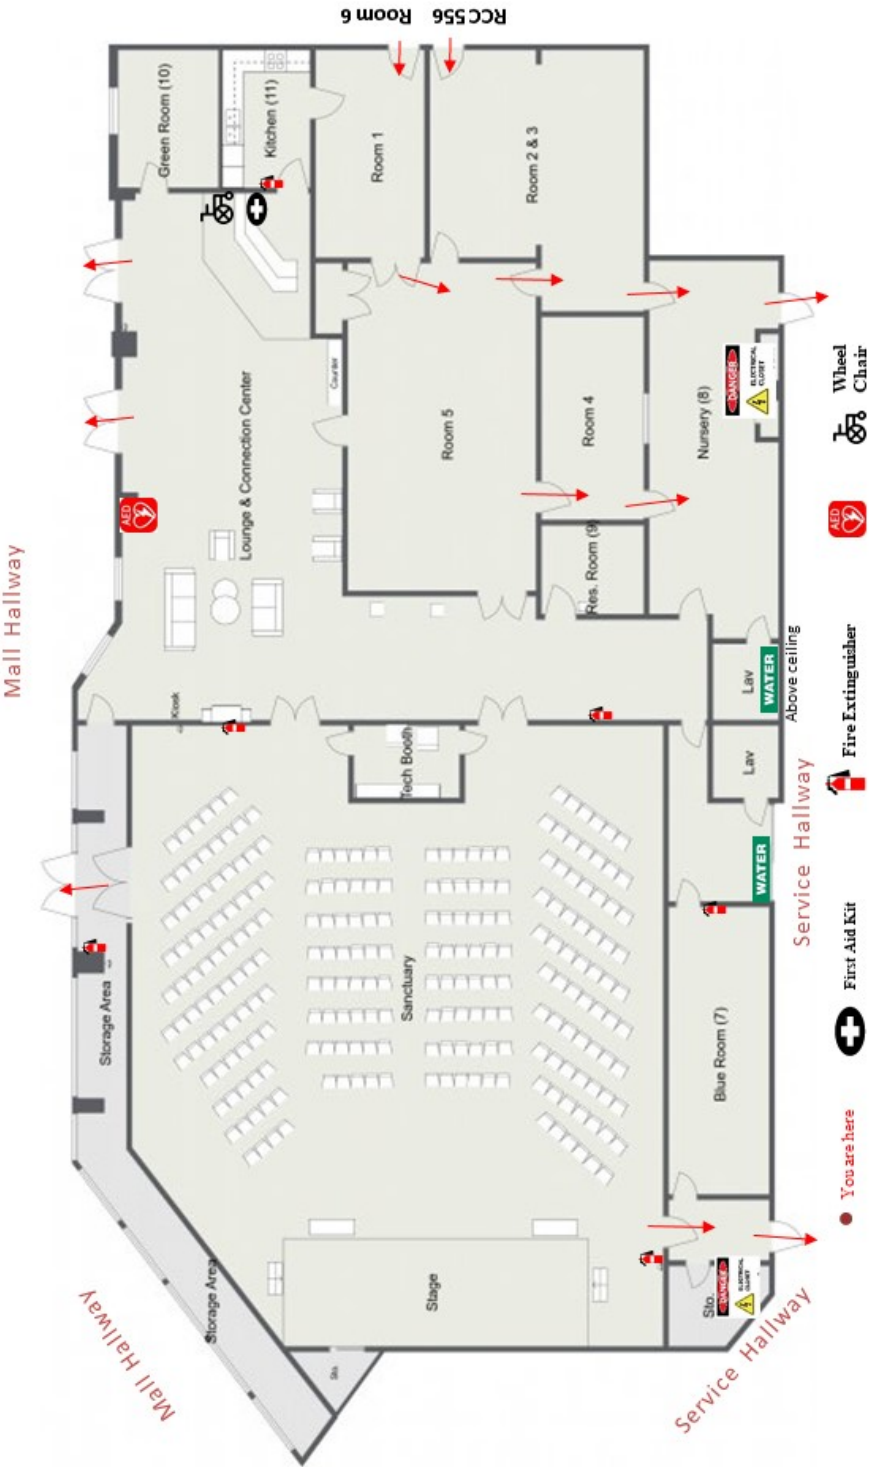 Room 6
RCC 556
Green Room (10)
Kitchen (11)
Room 1
Room 2 & 3
Counter
Lounge & Connection Center
Room 5
Room 4
Nursery (8)
DANGER
ELECTRICAL
CLOSET
AED
Res. Room (9)
Mall Hallway
Kiosk
Tech Booth
Lav
WATER
Above ceiling
Lav
WATER
Service Hallway
Storage Area
Sanctuary
Blue Room (7)
Storage Area
Stage
Sto.
Sto.
DANGER
ELECTRICAL
CLOSET
Mall Hallway
Service Hallway
You are here
First Aid Kit
Fire Extinguisher
AED
Wheel
Chair